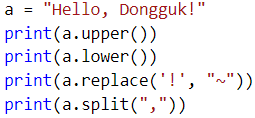 a = "Hello, Dongguk!"
print(a.upper())
print(a.lower())
print(a.replace('!', "~"))
print(a.split(","))